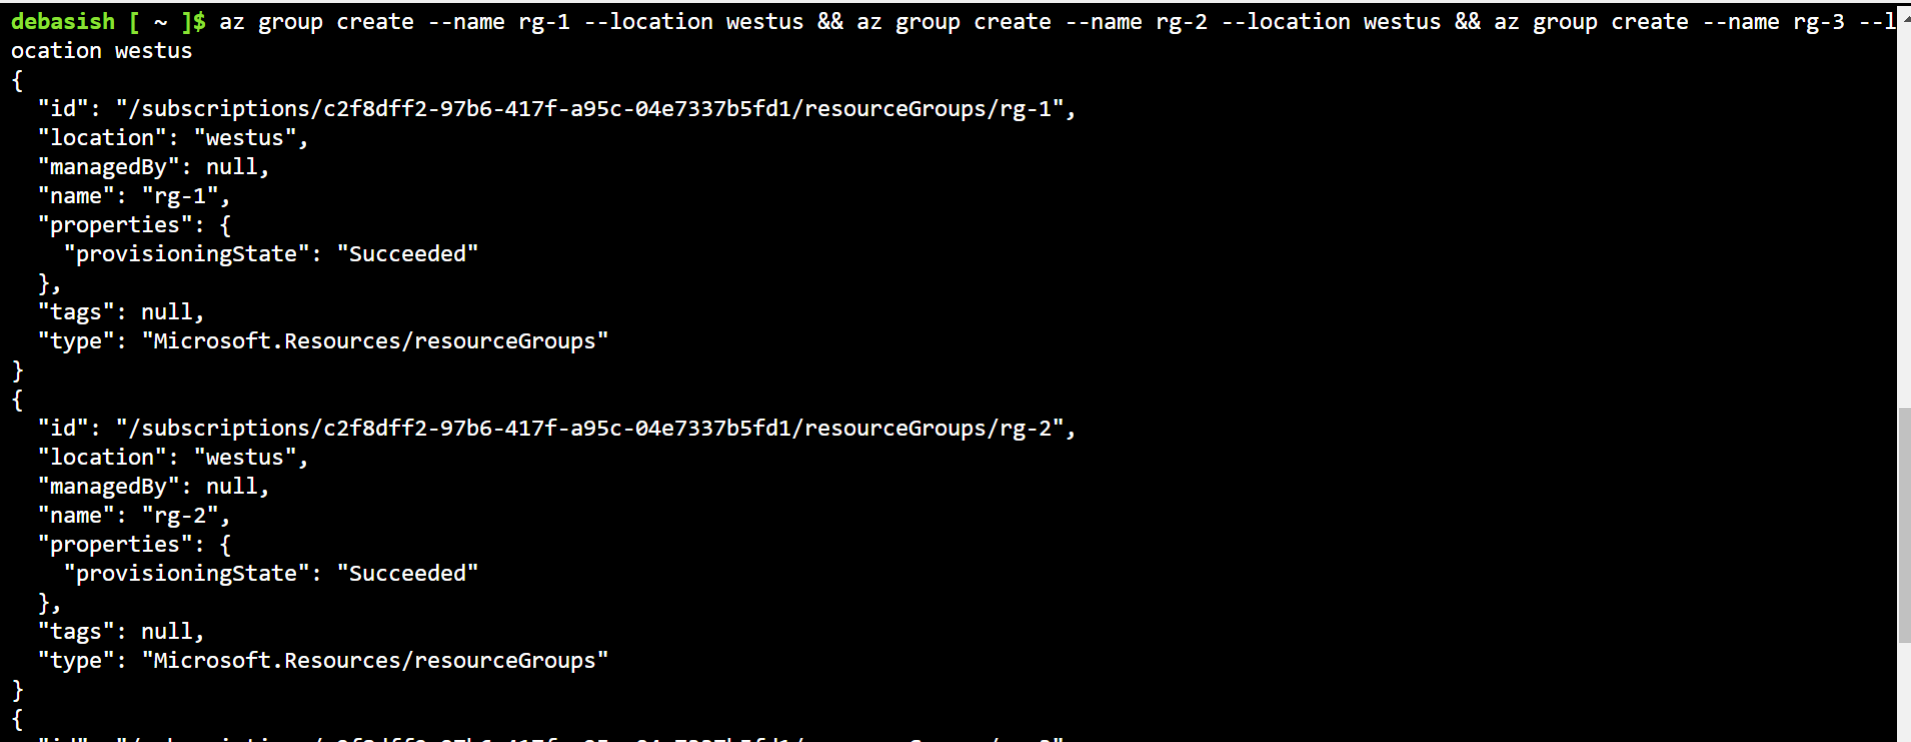 debasish [ ~ ]$ az group create --name rg-1 --location westus && az group create --name rg-2 --location westus && az group create --name rg-3 --l
ocation westus
{
  "id": "/subscriptions/c2f8dff2-97b6-417f-a95c-04e7337b5fd1/resourceGroups/rg-1",
  "location": "westus",
  "managedBy": null,
  "name": "rg-1",
  "properties": {
    "provisioningState": "Succeeded"
  },
  "tags": null,
  "type": "Microsoft.Resources/resourceGroups"
}
{
  "id": "/subscriptions/c2f8dff2-97b6-417f-a95c-04e7337b5fd1/resourceGroups/rg-2",
  "location": "westus",
  "managedBy": null,
  "name": "rg-2",
  "properties": {
    "provisioningState": "Succeeded"
  },
  "tags": null,
  "type": "Microsoft.Resources/resourceGroups"
}
{